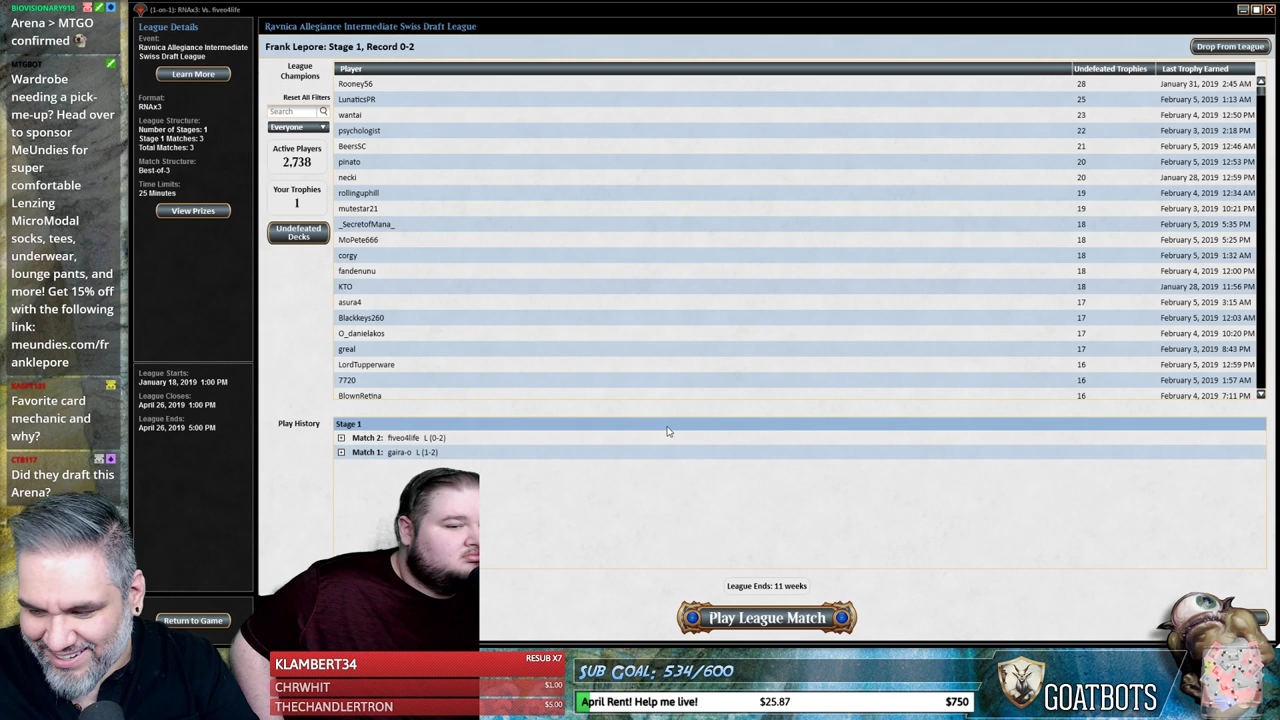 BIOVISIONARY918
Arena > MTGO
confirmed
MTGBOT
Wardrobe
needing a pick-
me-up? Head over
to sponsor
MeUndies for
super
comfortable
Lenzing
MicroModal
socks, tees,
underwear,
lounge pants, and
more! Get 15% off
with the following
link:
meundies.com/fr
anklepore
Favorite card
mechanic and
why?
CTB117
Did they draft this
Arena?
(1-on-1): RNAx3: Vs. fiveo4life
League Details
Event:
Ravnica Allegiance Intermediate
Swiss Draft League
Learn More
Format:
RNAx3
League Structure:
Number of Stages: 1
Stage 1 Matches: 3
Total Matches: 3
Match Structure:
Best-of-3
Time Limits:
25 Minutes
View Prizes
League Starts:
January 18, 2019 1:00 PM
League Closes:
April 26, 2019 1:00 PM
League Ends:
April 26, 2019 5:00 PM
Return to Game
Ravnica Allegiance Intermediate Swiss Draft League
Frank Lepore: Stage 1, Record 0-2
Drop From League
League
Champions
Reset All Filters
Search
Everyone
Active Players
2,738
Your Trophies
1
Undefeated
Decks
Player Undefeated Trophies Last Trophy Earned
Rooney56 28 January 31, 2019 2:45 AM
LunaticsPR 25 February 5, 2019 1:13 AM
wantai 23 February 4, 2019 12:50 PM
psychologist 22 February 3, 2019 2:18 PM
BeersSC 21 February 5, 2019 12:46 AM
pinato 20 February 5, 2019 12:53 PM
necki 20 January 28, 2019 12:59 PM
rollinguphill 19 February 4, 2019 12:34 AM
mutestar21 19 February 3, 2019 10:21 PM
_SecretofMana_ 18 February 5, 2019 5:35 PM
MoPete666 18 February 5, 2019 5:25 PM
corgy 18 February 5, 2019 1:32 AM
fandenunu 18 February 4, 2019 12:00 PM
KTO 18 January 28, 2019 11:56 PM
asura4 17 February 5, 2019 3:15 AM
Blackkeys260 17 February 5, 2019 12:03 AM
O_danielakos 17 February 4, 2019 10:20 PM
greal 17 February 3, 2019 8:43 PM
LordTupperware 16 February 5, 2019 12:59 PM
7720 16 February 5, 2019 1:57 AM
BlownRetina 16 February 4, 2019 7:11 PM
Play History
Stage 1
Match 2: fiveo4life L (0-2)
Match 1: gaira-o L (1-2)
League Ends: 11 weeks
Play League Match
KLAMBERT34 RESUB X7
CHRWHIT $1.00
THECHANDLERTRON $5.00
SUB GOAL: 534/600
April Rent! Help me live! $25.87 $750
GOATBOTS